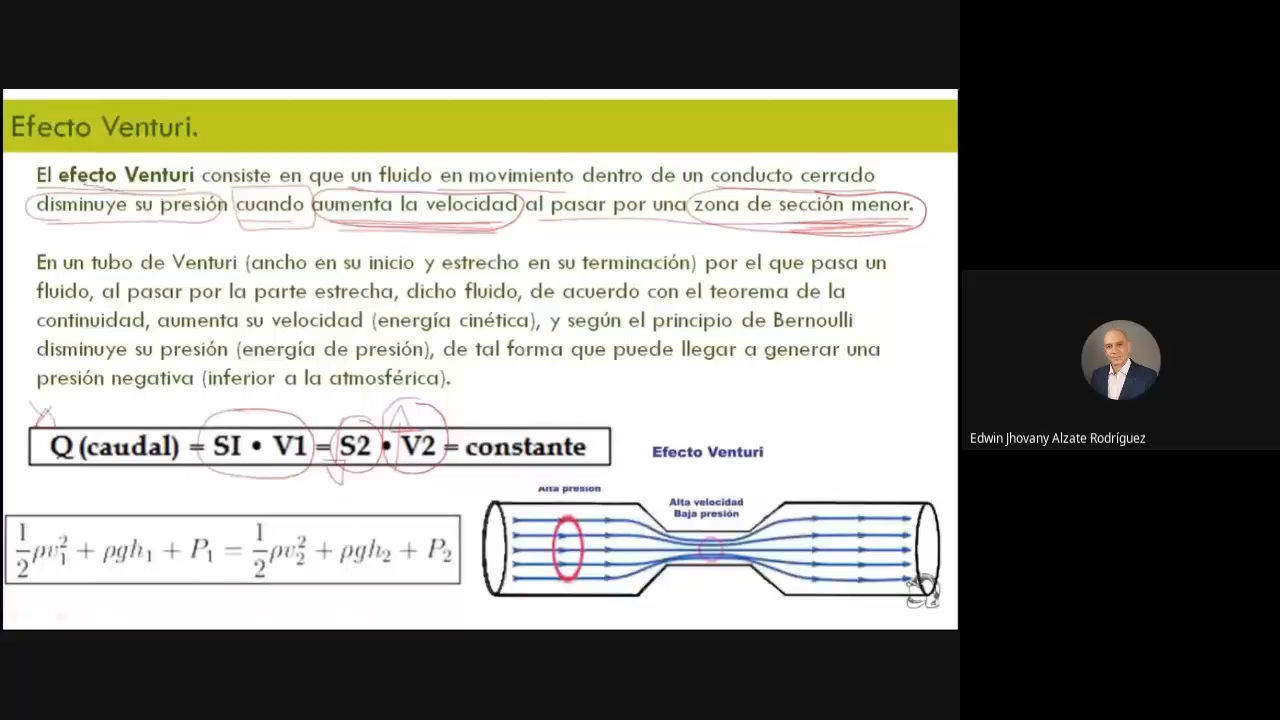 Efecto Venturi.
El efecto Venturi consiste en que un fluido en movimiento dentro de un conducto cerrado
disminuye su presión cuando aumenta la velocidad al pasar por una zona de sección menor.
En un tubo de Venturi (ancho en su inicio y estrecho en su terminación) por el que pasa un
fluido, al pasar por la parte estrecha, dicho fluido, de acuerdo con el teorema de la
continuidad, aumenta su velocidad (energía cinética), y según el principio de Bernoulli
disminuye su presión (energía de presión), de tal forma que puede llegar a generar una
presión negativa (inferior a la atmosférica).
Q (caudal) = SI • V1 = S2 • V2 = constante
Efecto Venturi
Alta presion
Alta velocidad
Baja presión
1/2 ρv₁² + ρgh₁ + P₁ = 1/2 ρv₂² + ρgh₂ + P₂
Edwin Jhovany Alzate Rodríguez